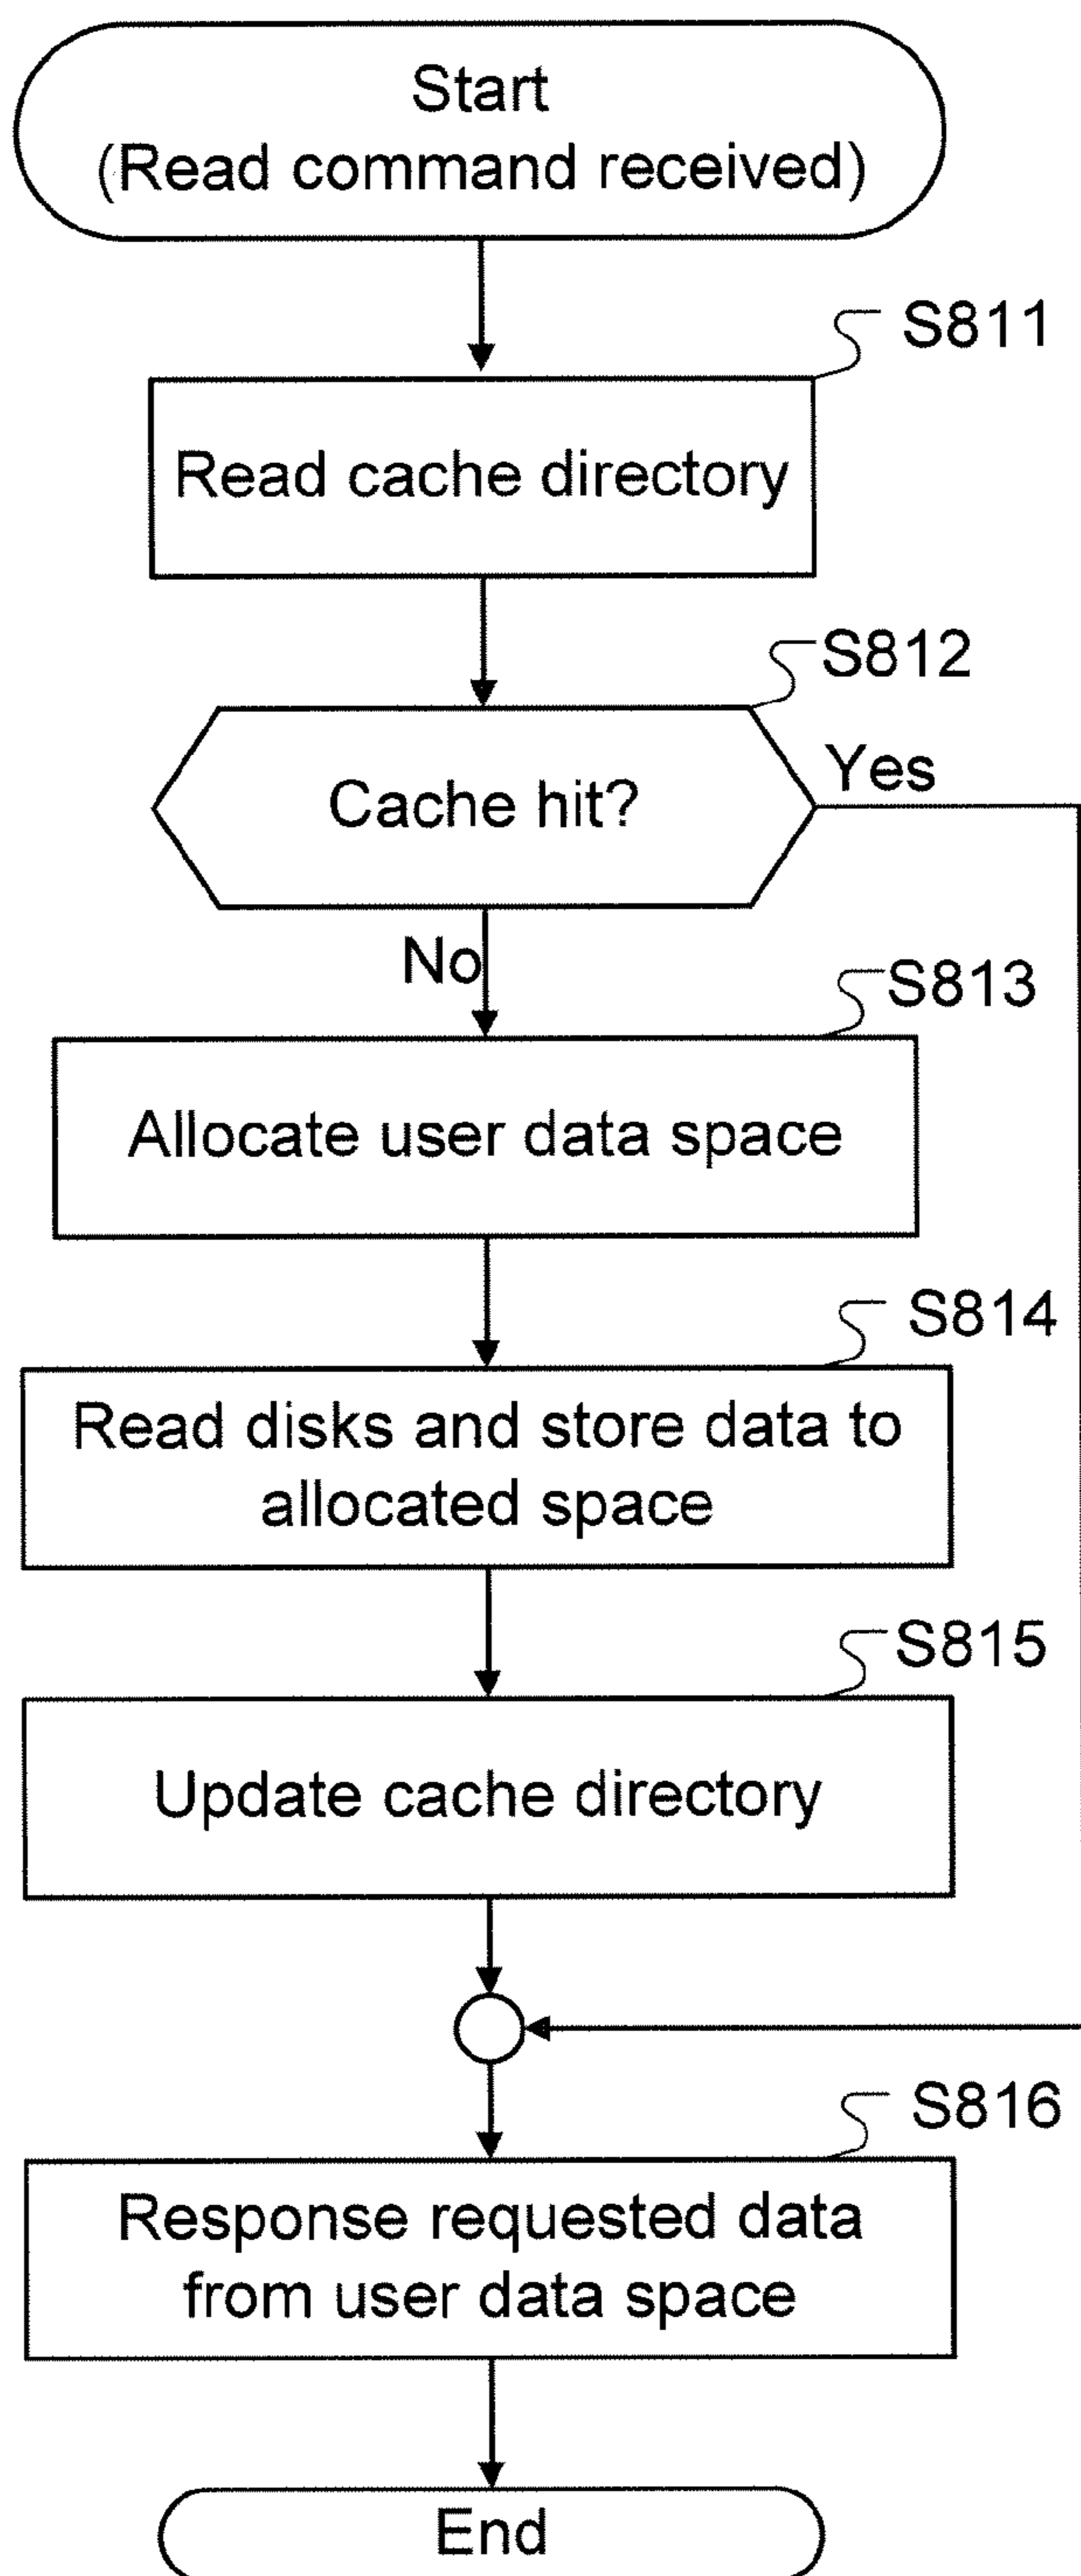 Start
(Read command received)
S811
Read cache directory
S812
Cache hit?
Yes
No
S813
Allocate user data space
S814
Read disks and store data to
allocated space
S815
Update cache directory
S816
Response requested data
from user data space
End